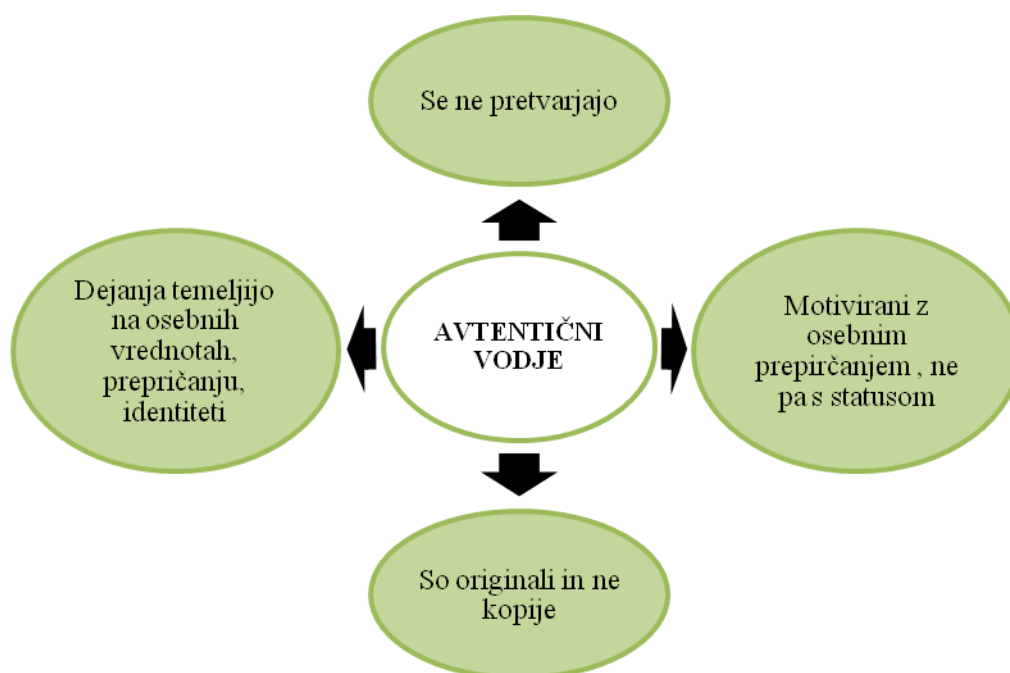 Se ne pretvarjajo
Dejanja temeljijo
na osebnih
vrednotah,
prepričanju,
identiteti
AVTENTIČNI
VODJE
Motivirani z
osebnim
prepirčanjem , ne
pa s statusom
So originali in ne
kopije